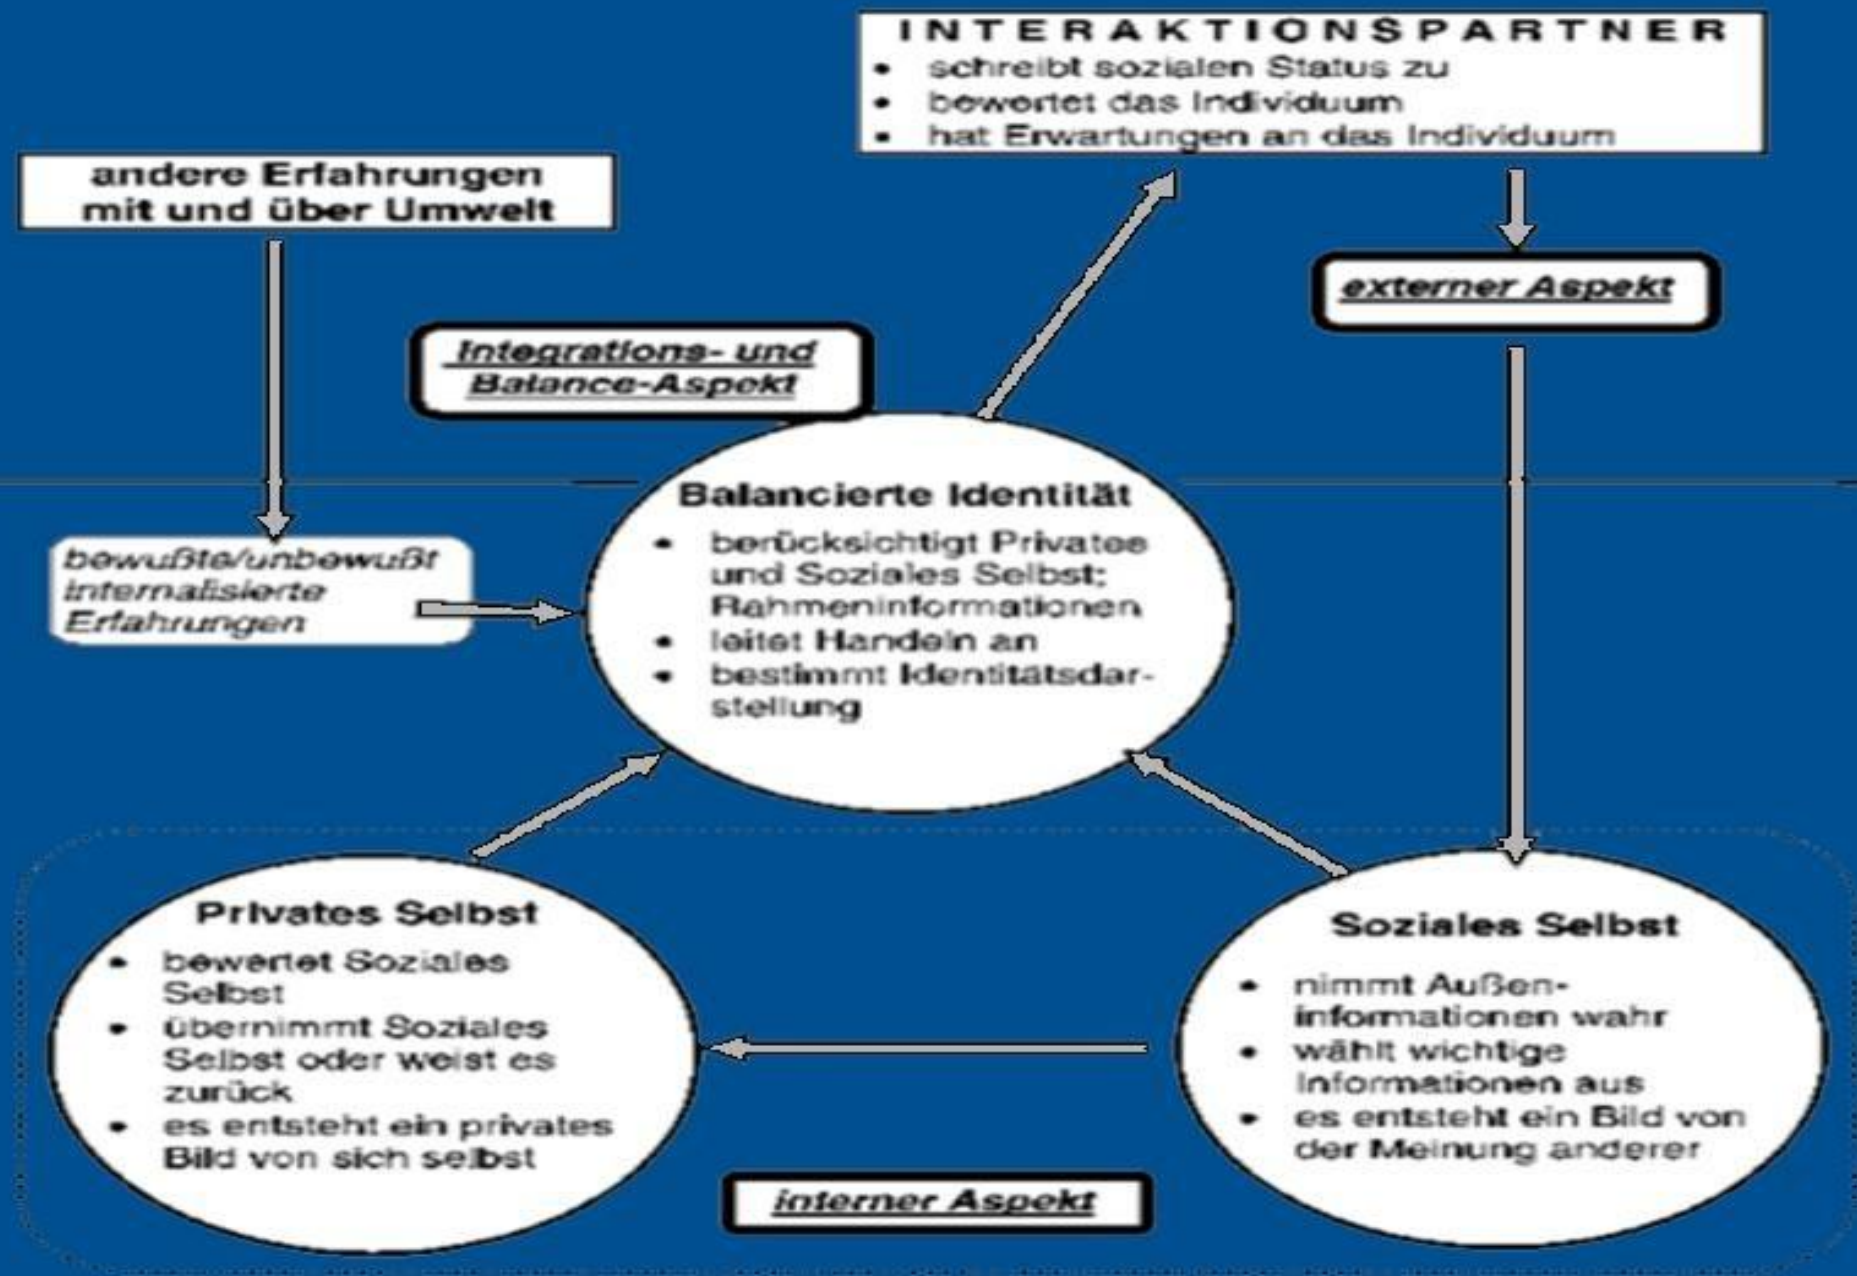 INTERAKTIONSPARTNER
• schreibt sozialen Status zu
• bewertet das Individuum
• hat Erwartungen an das Individuum
andere Erfahrungen
mit und über Umwelt
externer Aspekt
Integrations- und
Balance-Aspekt
Balancierte Identität
• berücksichtigt Privates
und Soziales Selbst;
Rahmeninformationen
• leitet Handeln an
• bestimmt Identitätsdar-
stellung
bewußte/unbewußt
internalisierte
Erfahrungen
Privates Selbst
• bewertet Soziales
Selbst
• übernimmt Soziales
Selbst oder weist es
zurück
• es entsteht ein privates
Bild von sich selbst
Soziales Selbst
• nimmt Außen-
informationen wahr
• wählt wichtige
Informationen aus
• es entsteht ein Bild von
der Meinung anderer
interner Aspekt